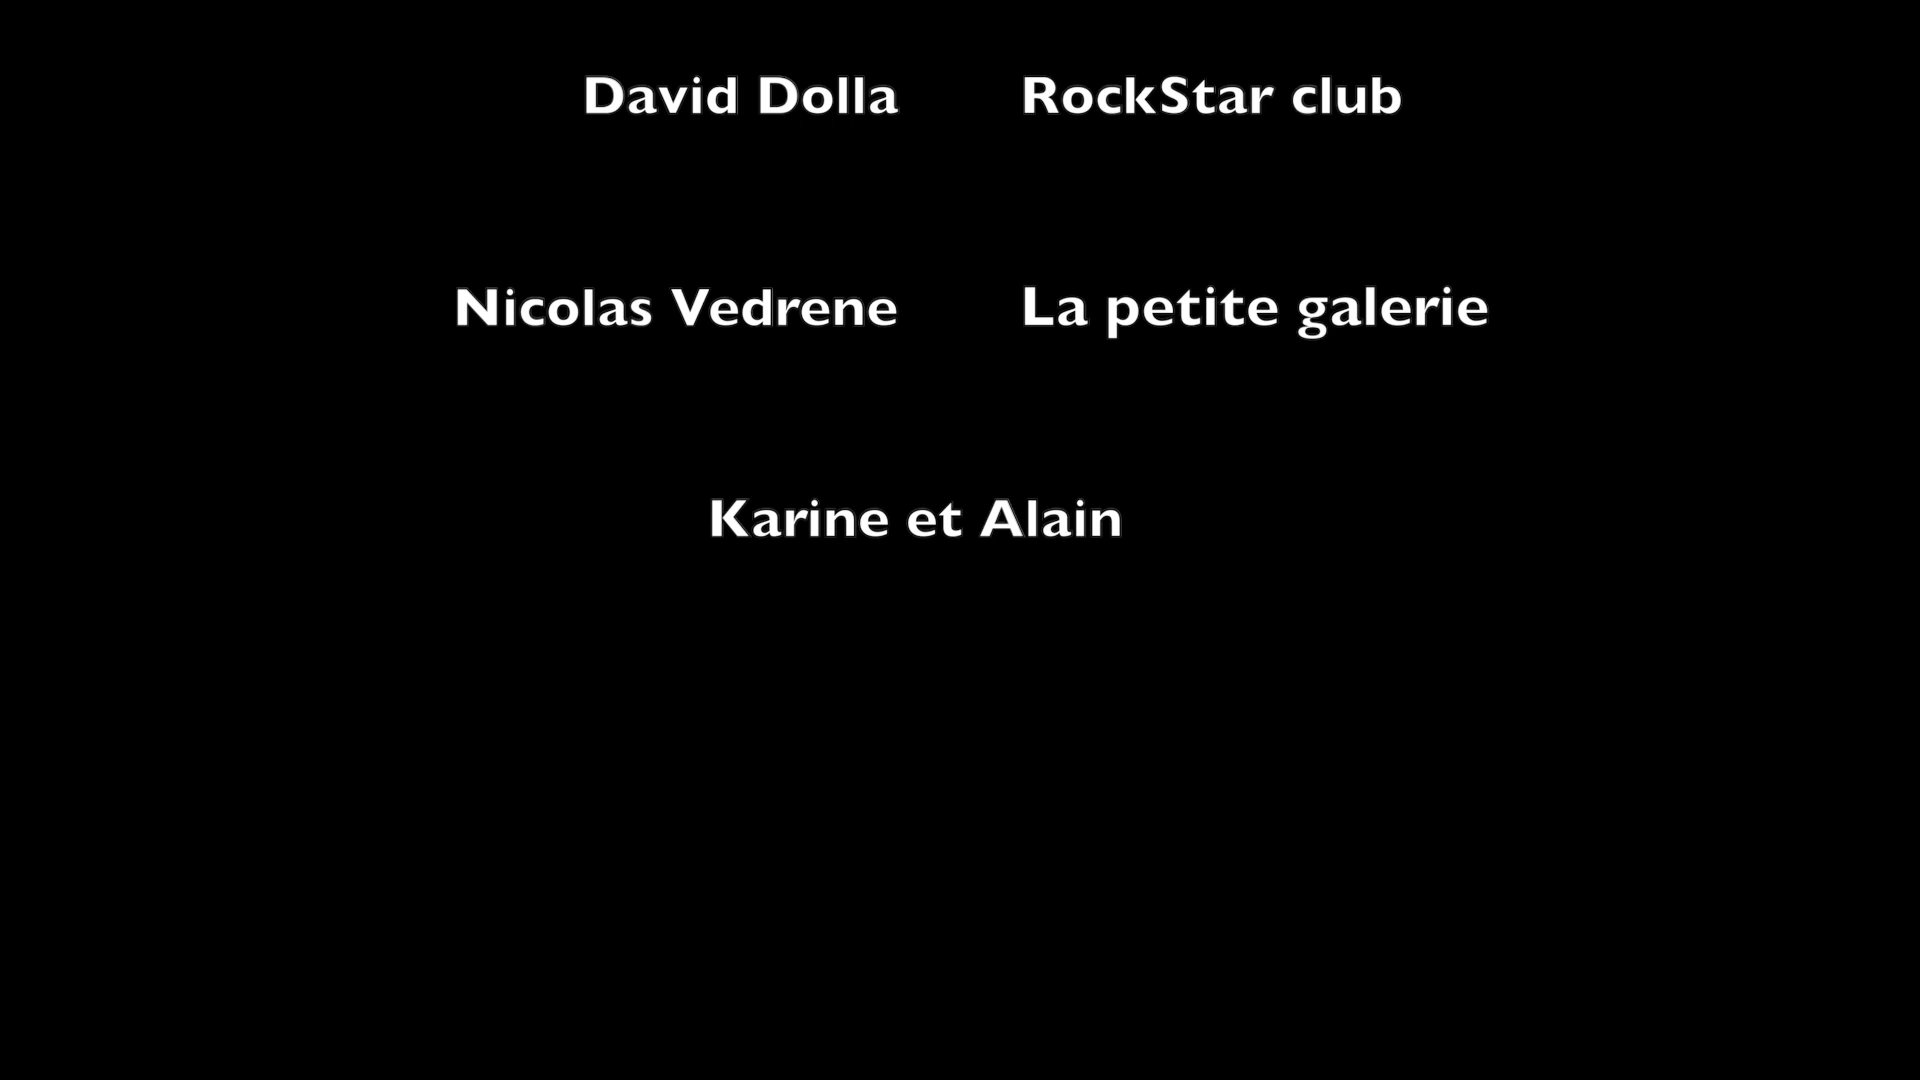 David Dolla RockStar club
Nicolas Vedrene La petite galerie
Karine et Alain